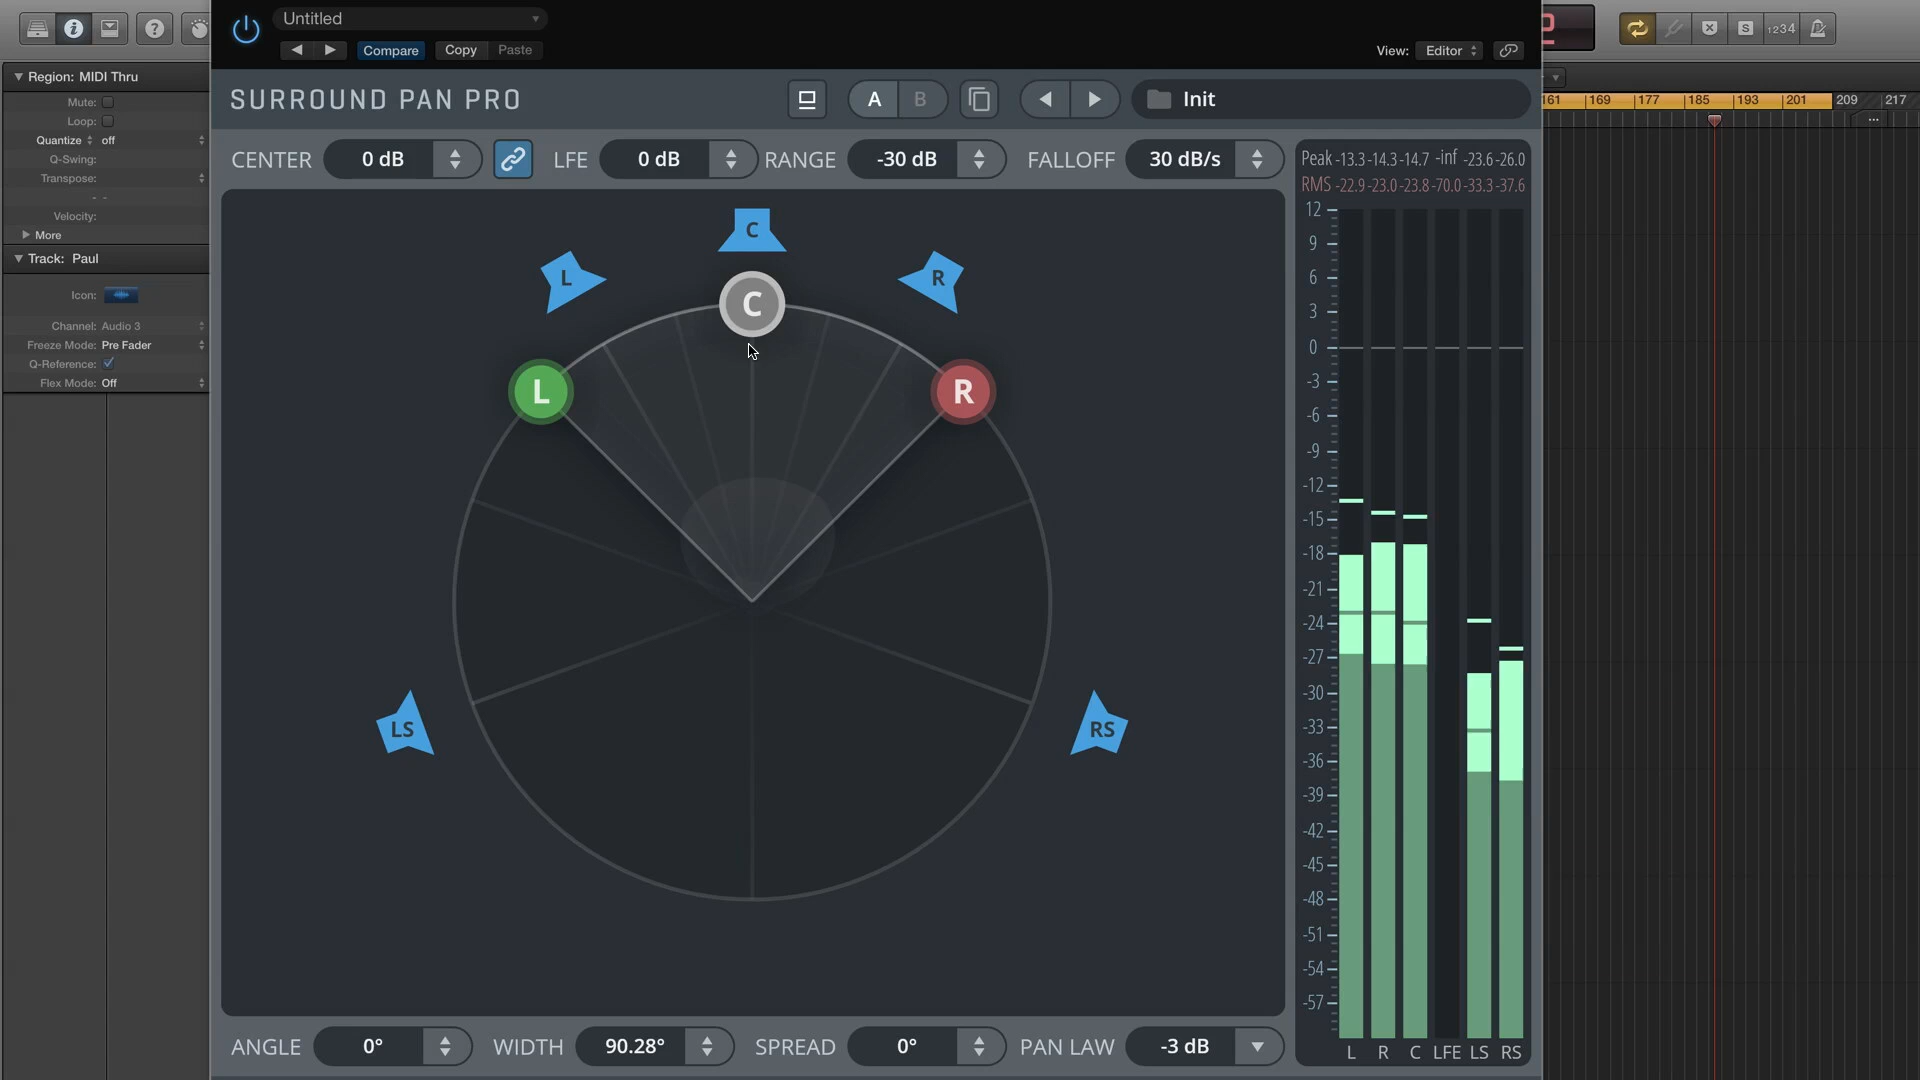 Untitled
Compare Copy Paste
View: Editor
S 1234
Region: MIDI Thru
Mute:
Loop:
Quantize off
Q-Swing:
Transpose:
- -
Velocity:
More
Track: Paul
Icon:
Channel: Audio 3
Freeze Mode: Pre Fader
Q-Reference:
Flex Mode: Off
SURROUND PAN PRO
A B
Init
161 169 177 185 193 201 209 217
CENTER 0 dB LFE 0 dB RANGE -30 dB FALLOFF 30 dB/s
Peak -13.3 -14.3 -14.7 -inf -23.6 -26.0
RMS -22.9 -23.0 -23.8 -70.0 -33.3 -37.6
C
L
R
C
L
R
LS
RS
12
9
6
3
0
-3
-6
-9
-12
-15
-18
-21
-24
-27
-30
-33
-36
-39
-42
-45
-48
-51
-54
-57
L R C LFE LS RS
ANGLE 0° WIDTH 90.28° SPREAD 0° PAN LAW -3 dB